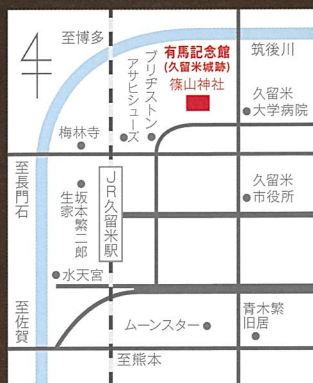 至博多
有馬記念館
(久留米城跡)
篠山神社
筑後川
ブリヂストン
アサヒシューズ
久留米
大学病院
梅林寺
至長門石
JR久留米駅
坂本繁二郎
生家
久留米
市役所
水天宮
至佐賀
ムーンスター
青木繁
旧居
至熊本